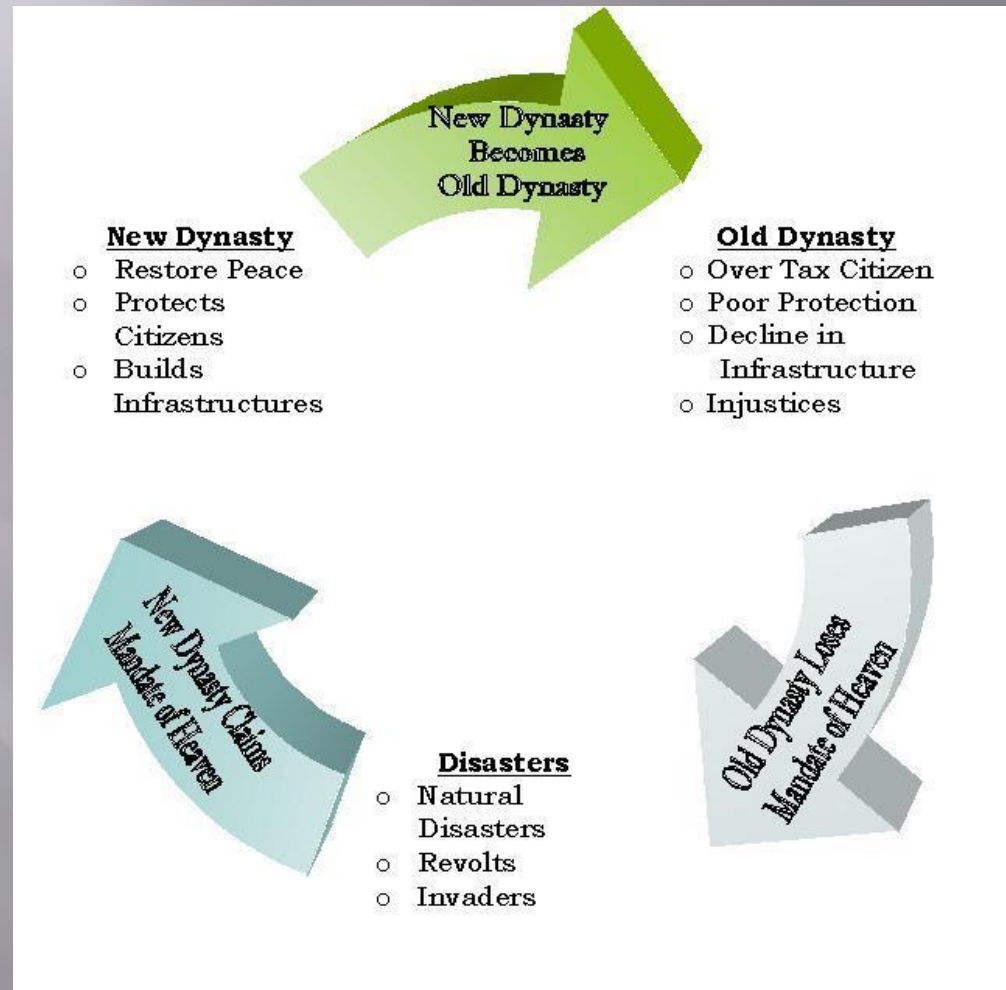 New Dynasty
Becomes
Old Dynasty
New Dynasty
o Restore Peace
o Protects
Citizens
o Builds
Infrastructures
Old Dynasty
o Over Tax Citizen
o Poor Protection
o Decline in
Infrastructure
o Injustices
Old Dynasty Loses
Mandate of Heaven
Disasters
o Natural
Disasters
o Revolts
o Invaders
New Dynasty Claims
Mandate of Heaven